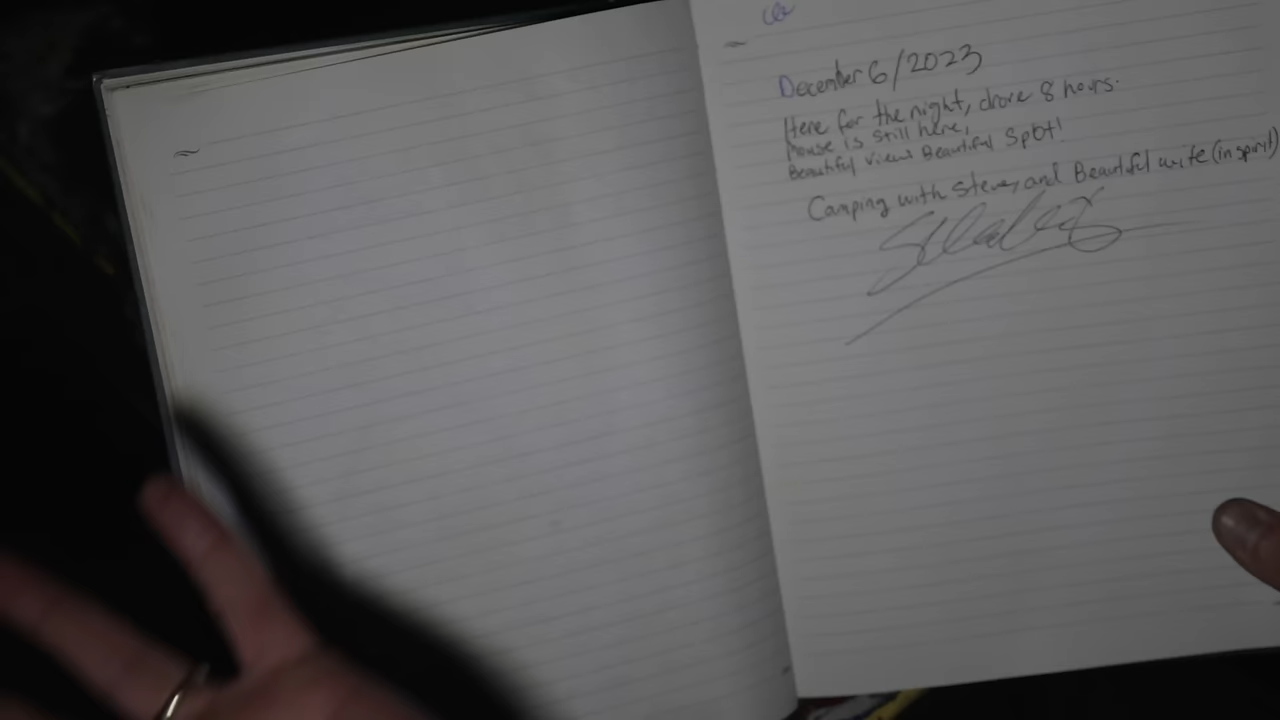 December 6/2023
Here for the night, drove 8 hours.
Mouse is still here,
Beautiful view! Beautiful Spot!
Camping with Steve, and Beautiful wife (in spirit)